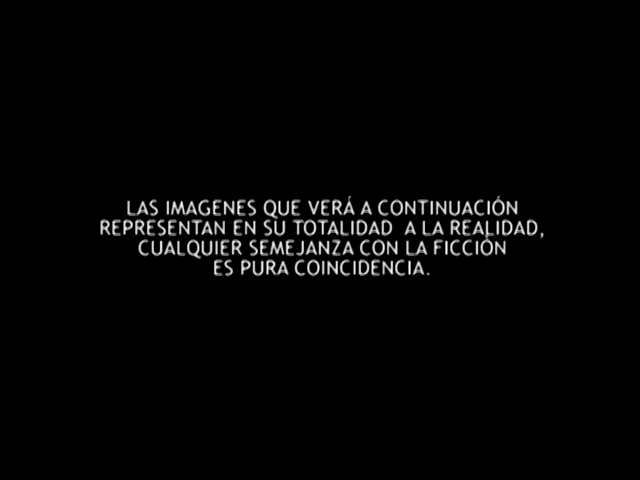 LAS IMAGENES QUE VERÁ A CONTINUACIÓN
REPRESENTAN EN SU TOTALIDAD A LA REALIDAD,
CUALQUIER SEMEJANZA CON LA FICCIÓN
ES PURA COINCIDENCIA.